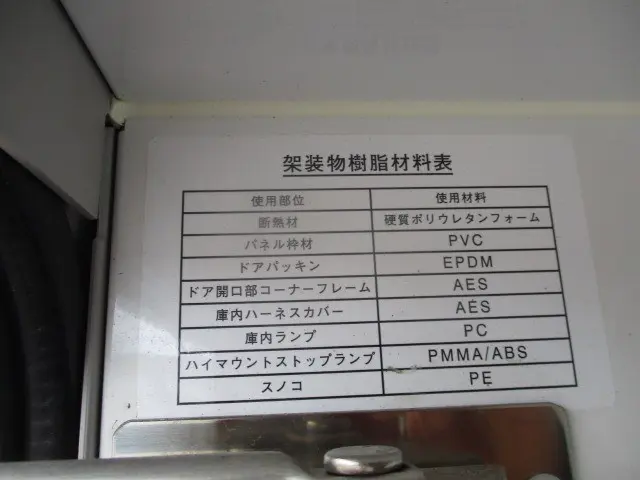 架装物樹脂材料表
使用部位 使用材料
断熱材 硬質ポリウレタンフォーム
パネル枠材 PVC
ドアパッキン EPDM
ドア開口部コーナーフレーム AES
庫内ハーネスカバー AES
庫内ランプ PC
ハイマウントストップランプ PMMA/ABS
スノコ PE